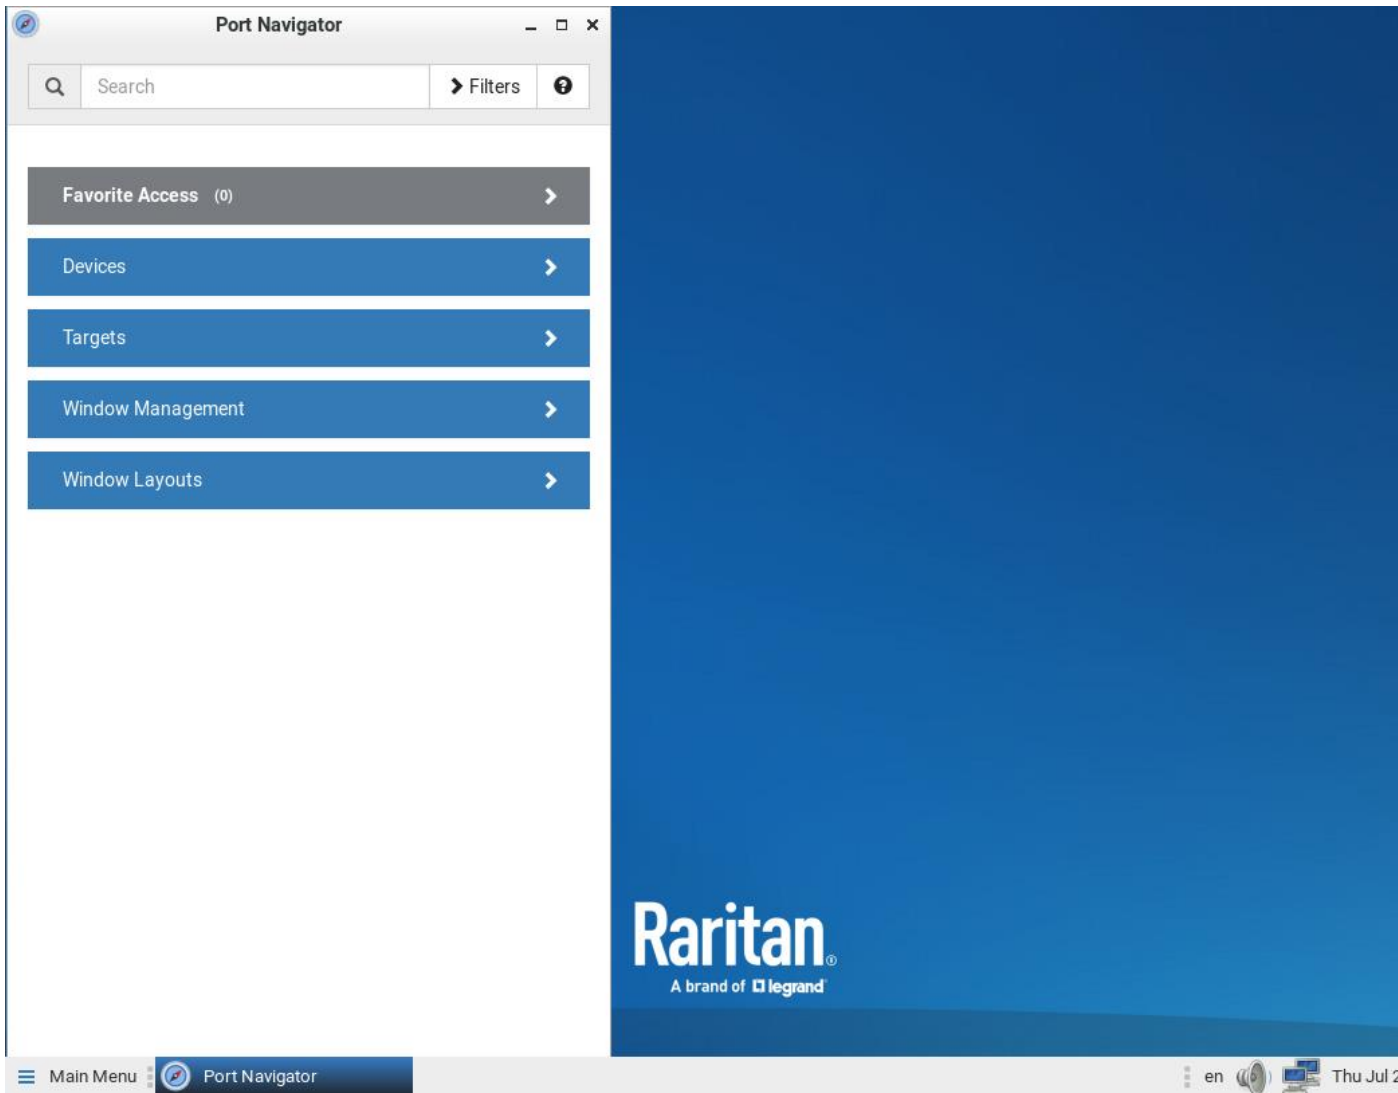 Port Navigator
Search
Filters
Favorite Access (0)
Devices
Targets
Window Management
Window Layouts
Raritan®
A brand of legrand
Main Menu
Port Navigator
en
Thu Jul 2